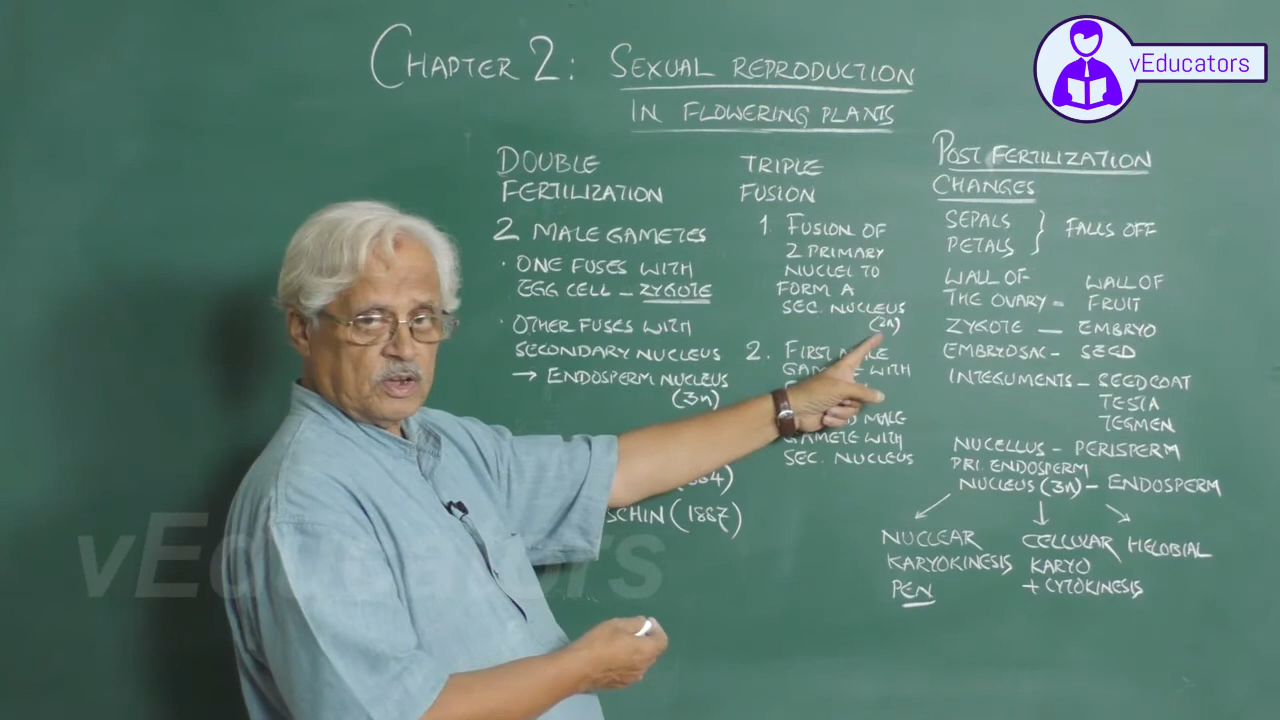 CHAPTER 2: SEXUAL REPRODUCTION
IN FLOWERING PLANTS
vEducators
DOUBLE
FERTILIZATION
2 MALE GAMETES
· ONE FUSES WITH
EGG CELL – ZYGOTE
· OTHER FUSES WITH
SECONDARY NUCLEUS
→ ENDOSPERM NUCLEUS
(3n)
SCHIN (1887)
TRIPLE
FUSION
1 FUSION OF
2 PRIMARY
NUCLEI TO
FORM A
SEC. NUCLEUS
(2n)
2. FIRST
WITH
MALE
GAMETE WITH
SEC. NUCLEUS
POST FERTILIZATION
CHANGES
SEPALS
PETALS } FALLS OFF
WALL OF THE OVARY = WALL OF FRUIT
ZYGOTE — EMBRYO
EMBRYOSAC – SEED
INTEGUMENTS – SEEDCOAT
TESTA
TEGMEN
NUCELLUS – PERISPERM
PRI. ENDOSPERM
NUCLEUS (3n) – ENDOSPERM
NUCLEAR
KARYOKINESIS
PEN
CELLULAR
KARYO
+ CYTOKINESIS
HELOBIAL
vEducators